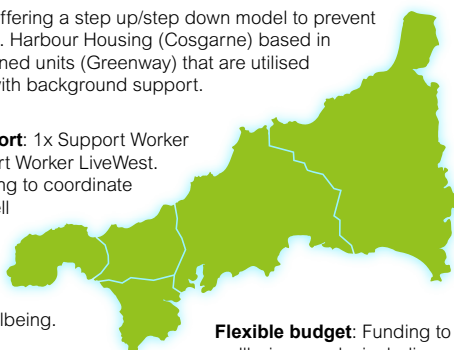 ffering a step up/step down model to prevent
. Harbour Housing (Cosgarne) based in
ned units (Greenway) that are utilised
with background support.
ort: 1x Support Worker
rt Worker LiveWest.
ng to coordinate
ell
lbeing.
Flexible budget: Funding to